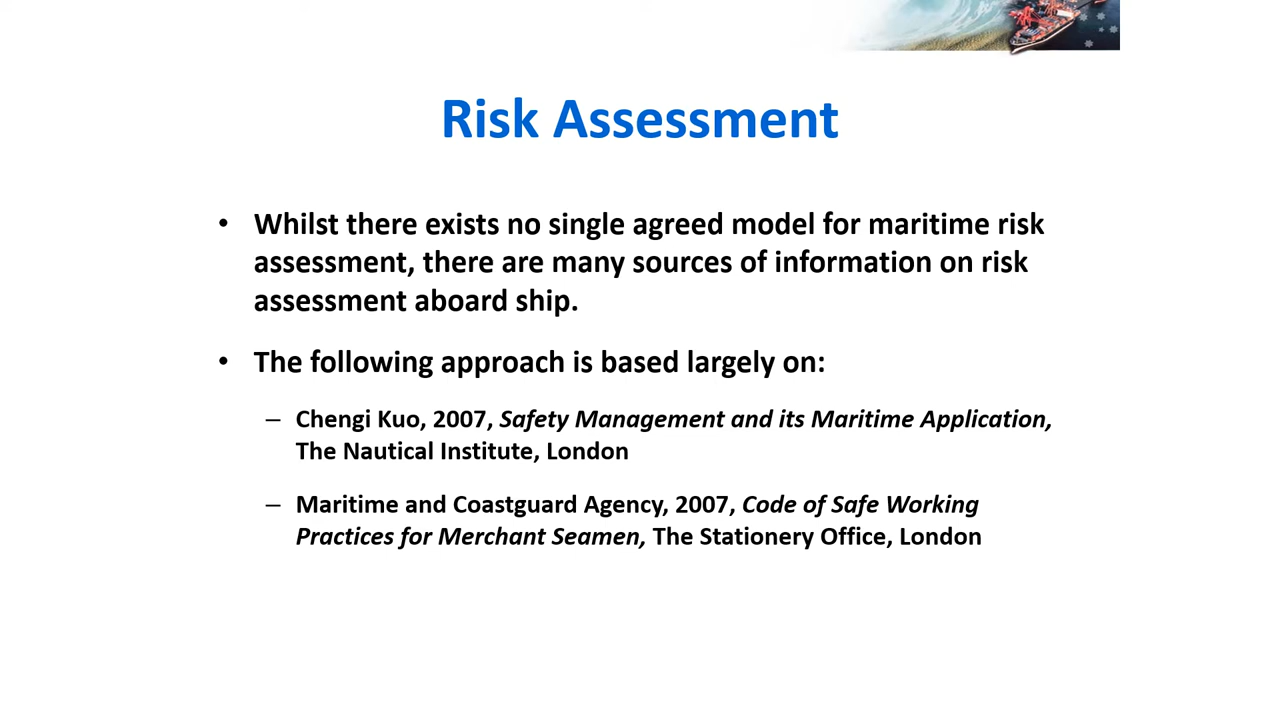 Risk Assessment
• Whilst there exists no single agreed model for maritime risk
assessment, there are many sources of information on risk
assessment aboard ship.
• The following approach is based largely on:
– Chengi Kuo, 2007, Safety Management and its Maritime Application,
The Nautical Institute, London
– Maritime and Coastguard Agency, 2007, Code of Safe Working
Practices for Merchant Seamen, The Stationery Office, London